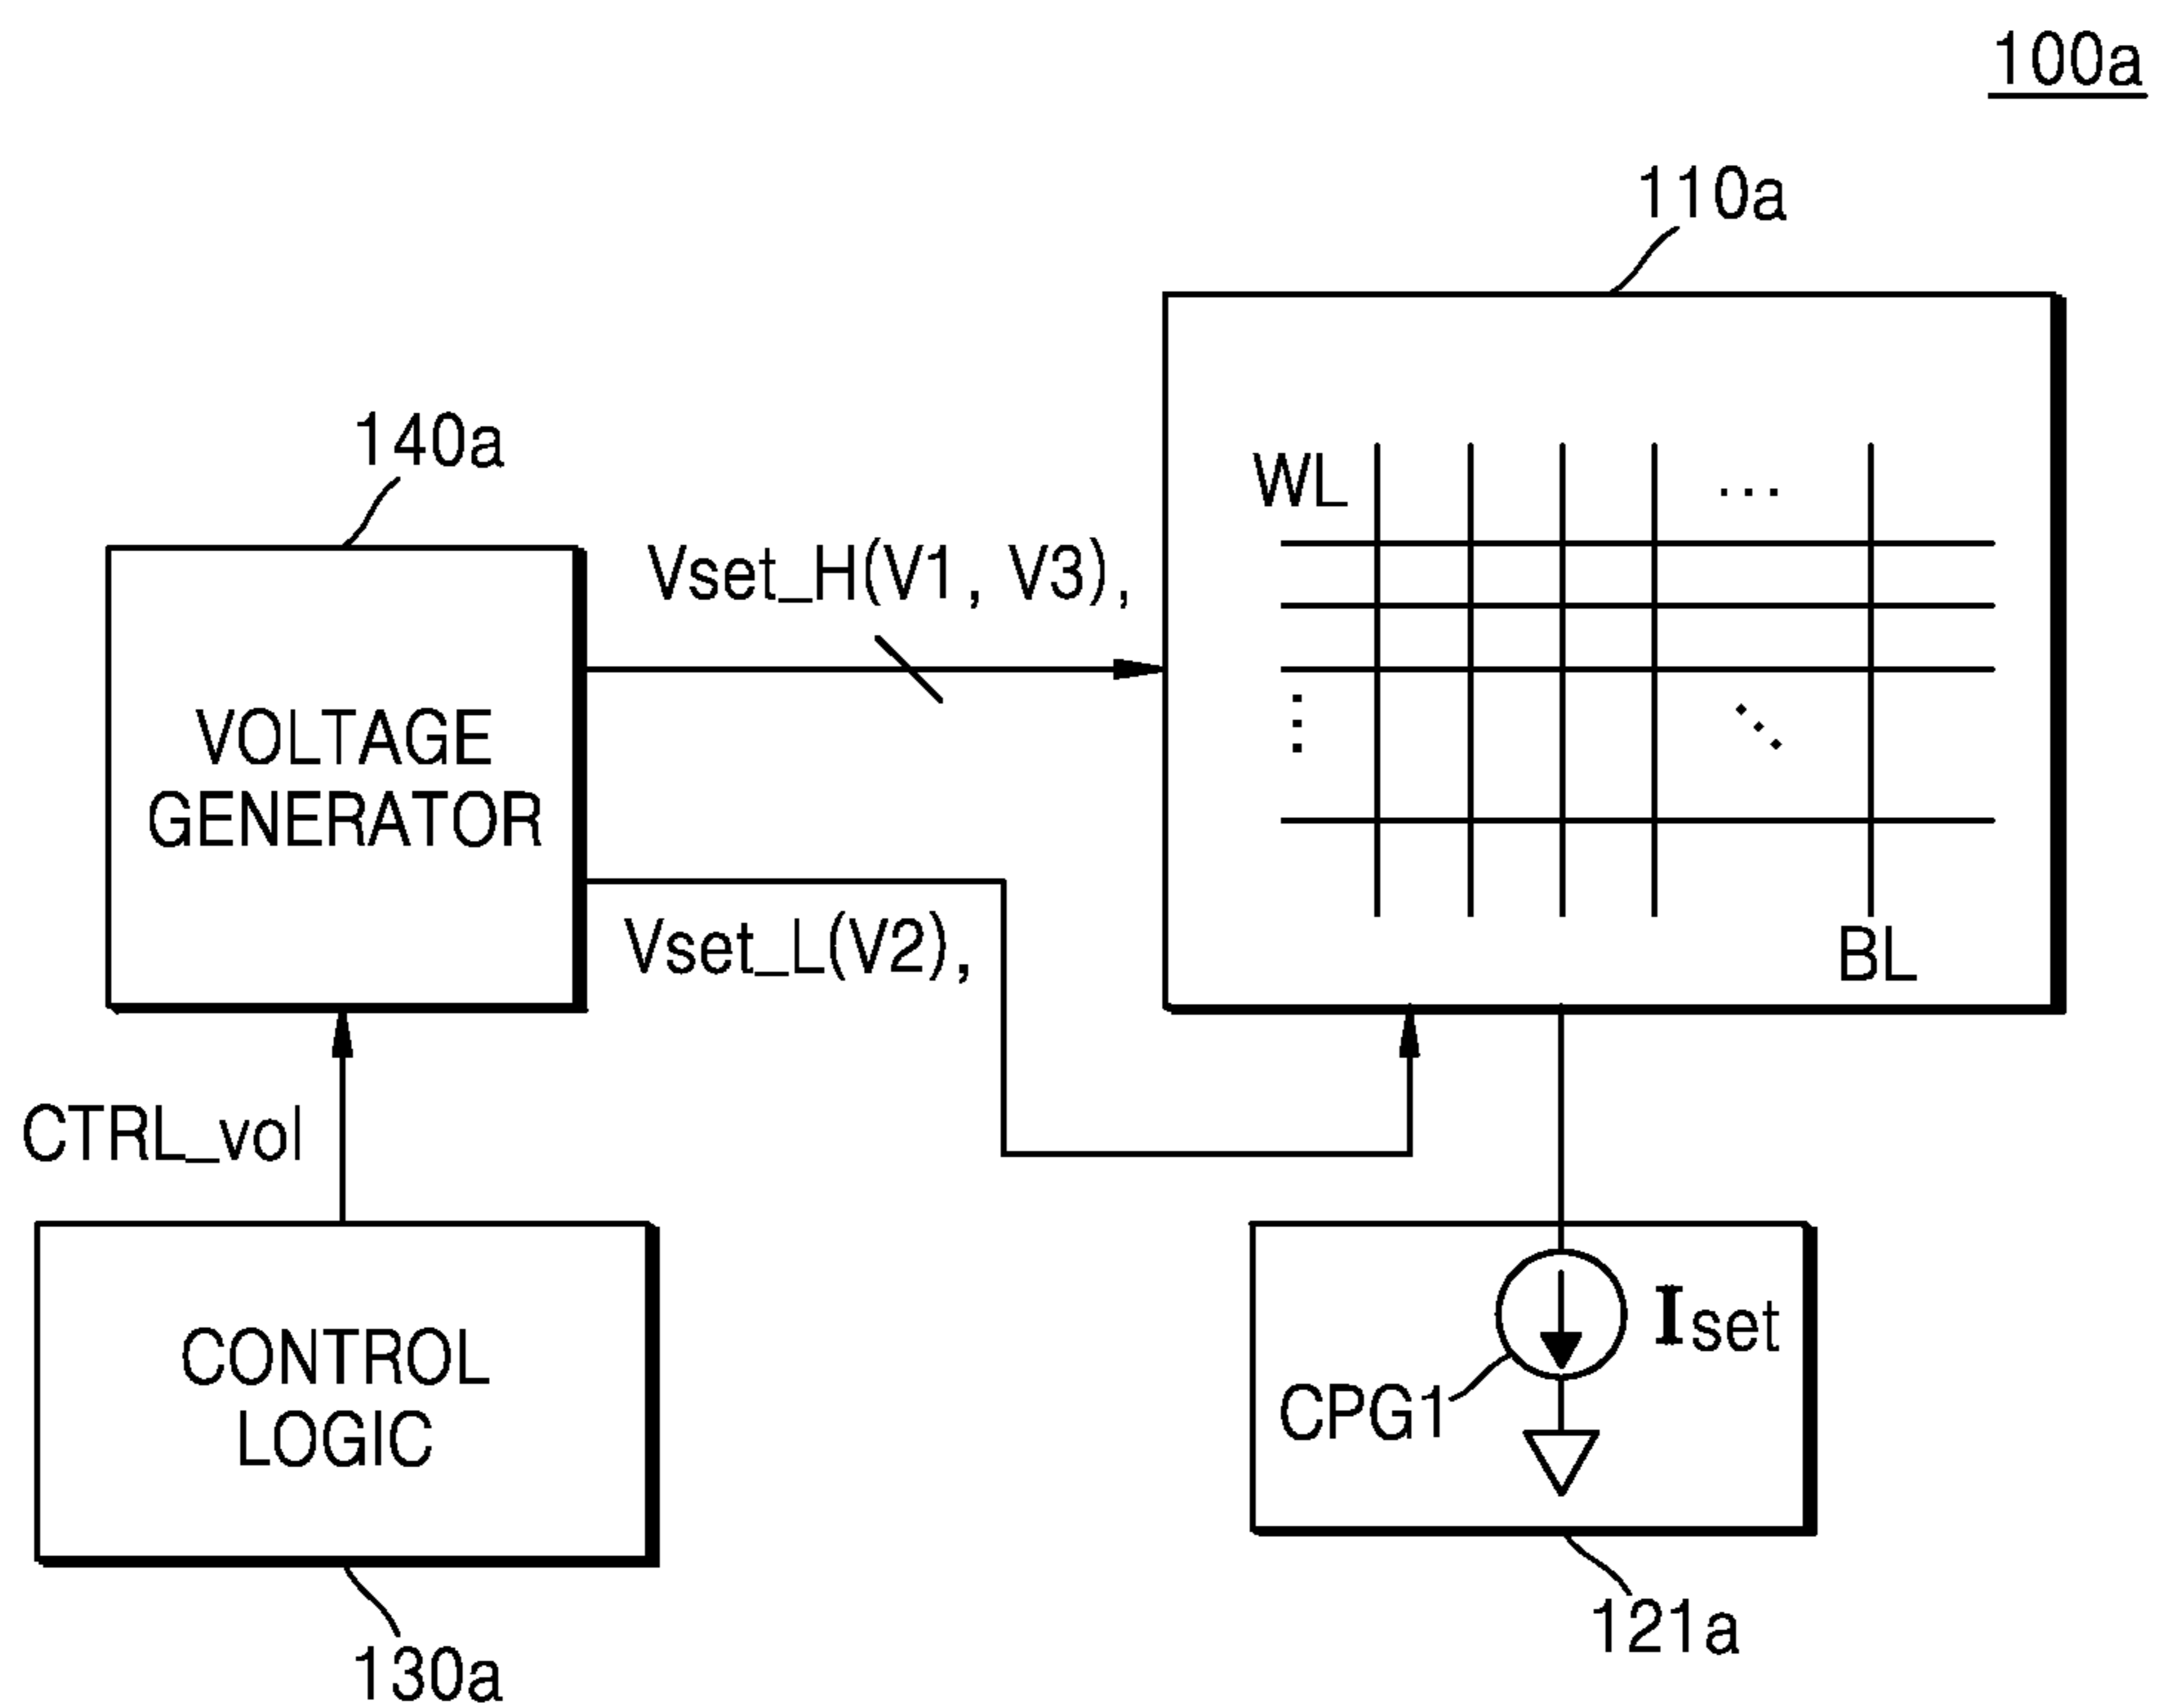 100a
110a
140a
WL
...
Vset_H(V1, V3),
VOLTAGE
GENERATOR
Vset_L(V2),
BL
CTRL_vol
Iset
CONTROL
LOGIC
CPG1
121a
130a